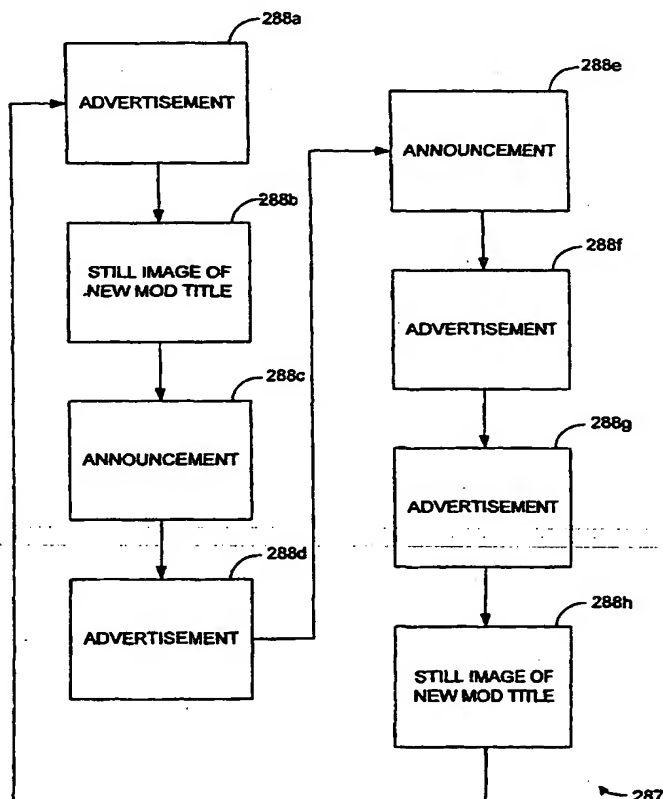 288a
ADVERTISEMENT
288b
STILL IMAGE OF
NEW MOD TITLE
288c
ANNOUNCEMENT
288d
ADVERTISEMENT
288e
ANNOUNCEMENT
288f
ADVERTISEMENT
288g
ADVERTISEMENT
288h
STILL IMAGE OF
NEW MOD TITLE
287